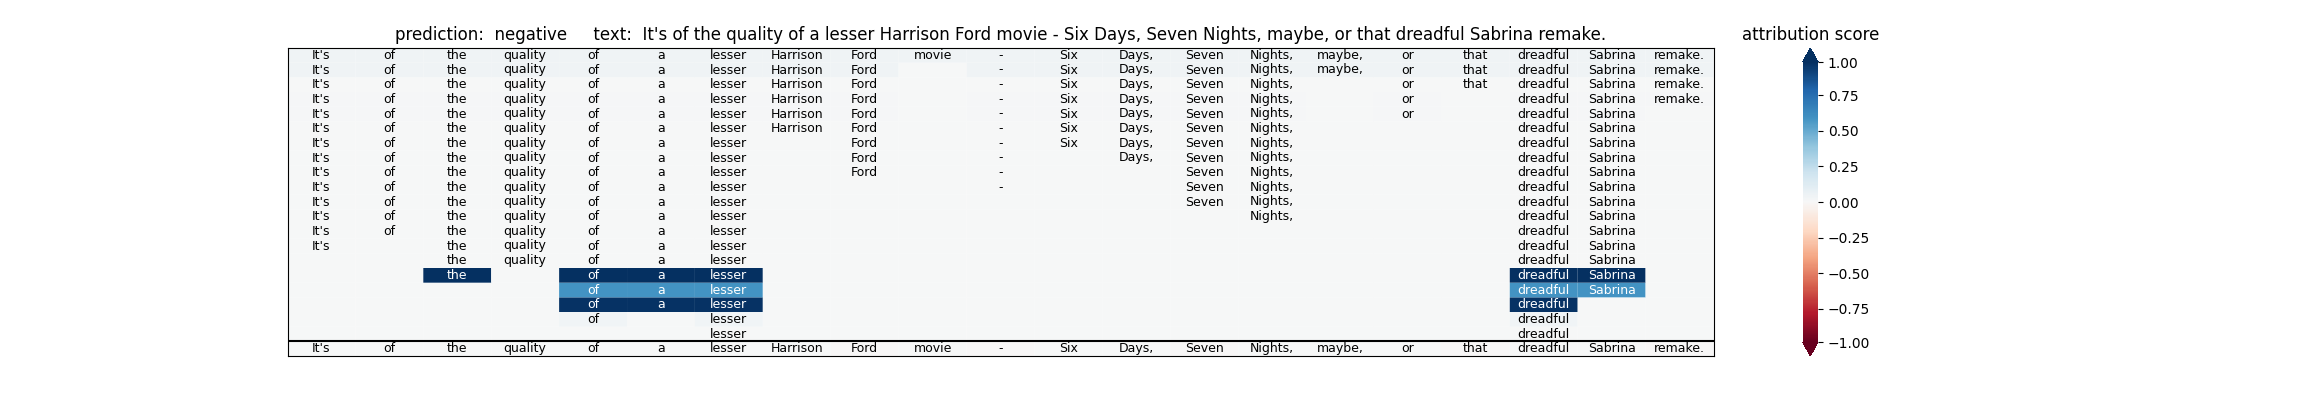 prediction: negative text: It's of the quality of a lesser Harrison Ford movie - Six Days, Seven Nights, maybe, or that dreadful Sabrina remake. attribution score
It's of the quality of a lesser Harrison Ford movie - Six Days, Seven Nights, maybe, or that dreadful Sabrina remake. 1.00
It's of the quality of a lesser Harrison Ford - Six Days, Seven Nights, maybe, or that dreadful Sabrina remake.
It's of the quality of a lesser Harrison Ford - Six Days, Seven Nights, or that dreadful Sabrina remake.
It's of the quality of a lesser Harrison Ford - Six Days, Seven Nights, or dreadful Sabrina remake. 0.75
It's of the quality of a lesser Harrison Ford - Six Days, Seven Nights, or dreadful Sabrina
It's of the quality of a lesser Harrison Ford - Six Days, Seven Nights, dreadful Sabrina 0.50
It's of the quality of a lesser Ford - Six Days, Seven Nights, dreadful Sabrina
It's of the quality of a lesser Ford - Days, Seven Nights, dreadful Sabrina
It's of the quality of a lesser Ford - Seven Nights, dreadful Sabrina 0.25
It's of the quality of a lesser - Seven Nights, dreadful Sabrina
It's of the quality of a lesser Seven Nights, dreadful Sabrina 0.00
It's of the quality of a lesser Nights, dreadful Sabrina
It's of the quality of a lesser dreadful Sabrina −0.25
It's the quality of a lesser dreadful Sabrina
the quality of a lesser dreadful Sabrina
the of a lesser dreadful Sabrina −0.50
of a lesser dreadful Sabrina
of a lesser dreadful −0.75
of lesser dreadful
lesser dreadful −1.00
It's of the quality of a lesser Harrison Ford movie - Six Days, Seven Nights, maybe, or that dreadful Sabrina remake.